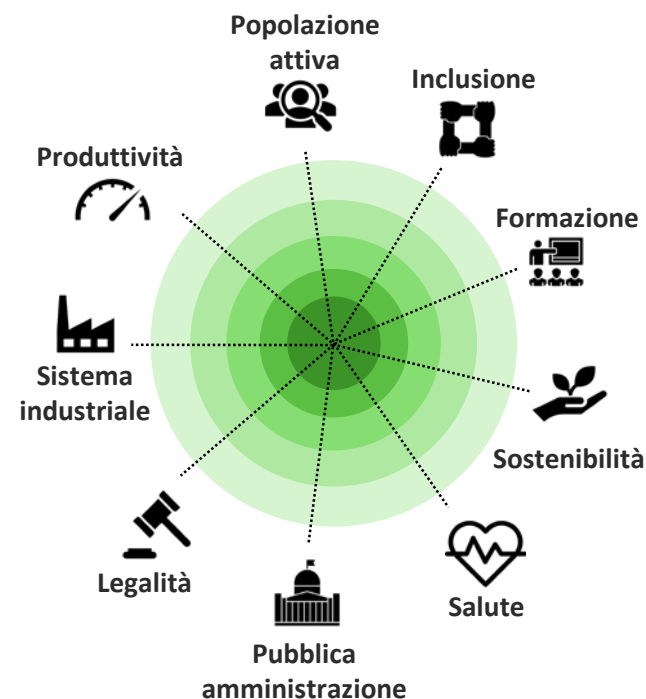 Popolazione
attiva
Inclusione
Produttività
Formazione
Sistema
industriale
Sostenibilità
Legalità
Salute
Pubblica
amministrazione